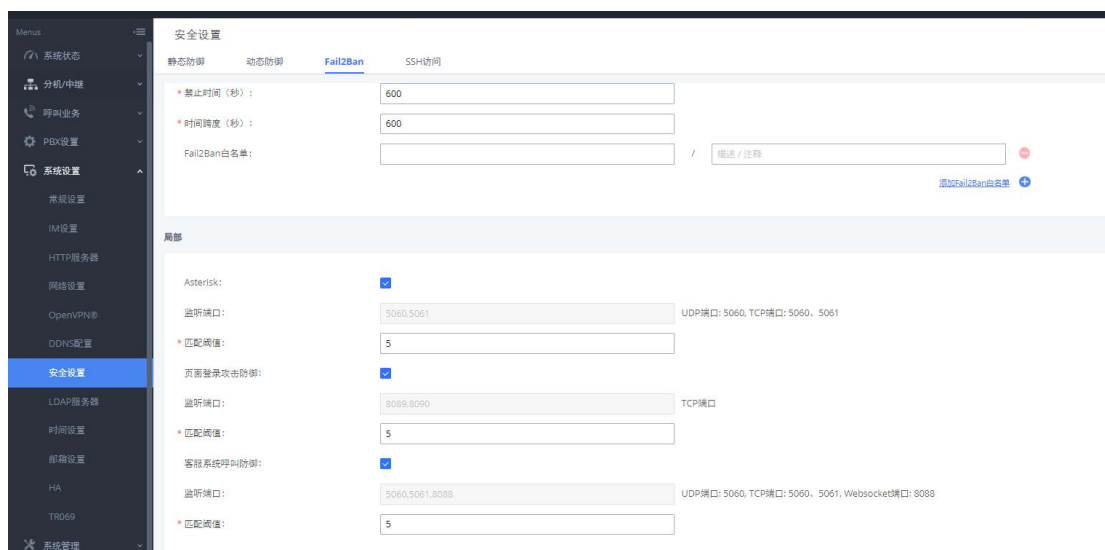 Menus
系统状态
分机/中继
呼叫业务
PBX设置
系统设置
常规设置
IM设置
HTTP服务器
网络设置
OpenVPN®
DDNS配置
安全设置
LDAP服务器
时间设置
邮箱设置
HA
TR069
系统管理
安全设置
静态防御 动态防御 Fail2Ban SSH访问
* 禁止时间（秒）: 600
* 时间跨度（秒）: 600
Fail2Ban白名单: / 描述 / 注释
添加Fail2Ban白名单
局部
Asterisk:
监听端口: 5060,5061 UDP端口: 5060, TCP端口: 5060、5061
* 匹配阈值: 5
页面登录攻击防御:
监听端口: 8089,8090 TCP端口
* 匹配阈值: 5
客服系统呼叫防御:
监听端口: 5060,5061,8088 UDP端口: 5060, TCP端口: 5060、5061, Websocket端口: 8088
* 匹配阈值: 5